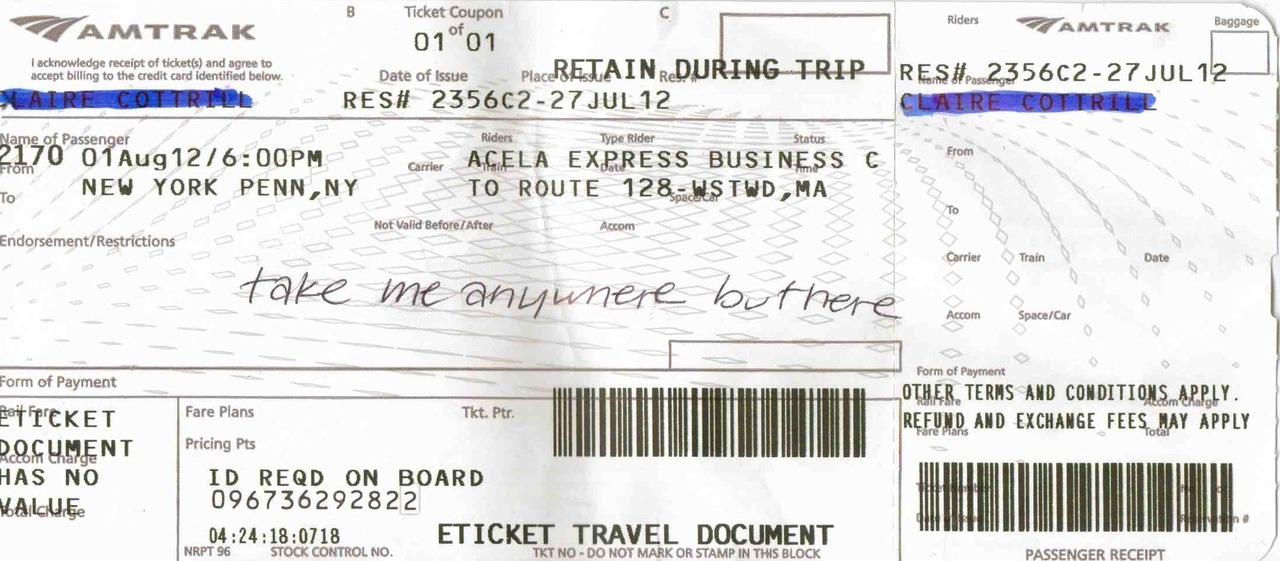 AMTRAK
B
Ticket Coupon
of
01 01
C
I acknowledge receipt of ticket(s) and agree to
accept billing to the credit card identified below.
Date of Issue
Place of Issue
Res. #
RETAIN DURING TRIP
CLAIRE COTTRILL
RES# 2356C2-27JUL12
Name of Passenger
Riders
Type Rider
Status
2170 01Aug12/6:00PM
Carrier
Train
Date
Time
ACELA EXPRESS BUSINESS C
From
NEW YORK PENN,NY
TO ROUTE 128-WSTWD,MA
To
Space/Car
Not Valid Before/After
Accom
Endorsement/Restrictions
take me anywhere but here
Form of Payment
Rail Fare
ETICKET
DOCUMENT
Accom Charge
HAS NO
VALUE
Total Charge
Fare Plans
Tkt. Ptr.
Pricing Pts
ID REQD ON BOARD
096736292822
04:24:18:0718
ETICKET TRAVEL DOCUMENT
NRPT 96
STOCK CONTROL NO.
TKT NO - DO NOT MARK OR STAMP IN THIS BLOCK
Riders
AMTRAK
Baggage
RES# 2356C2-27JUL12
Name of Passenger
CLAIRE COTTRILL
From
To
Carrier
Train
Date
Accom
Space/Car
Form of Payment
OTHER TERMS AND CONDITIONS APPLY.
Rail Fare
Accom Charge
REFUND AND EXCHANGE FEES MAY APPLY
Fare Plans
Total
Ticket Number
Date of Issue
Reservation #
PASSENGER RECEIPT